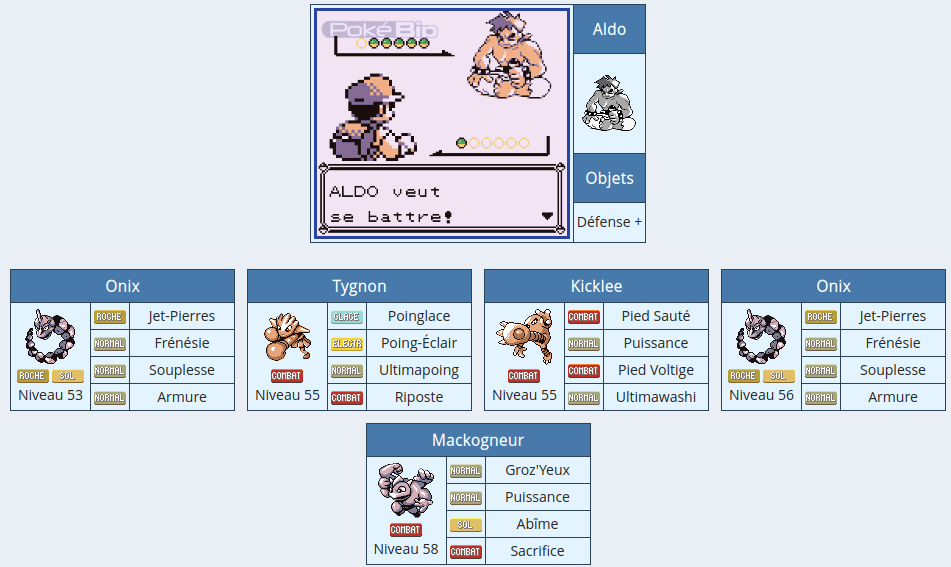 PokéBip
ALDO veut
se battre!
Aldo
Objets
Défense +
Onix
ROCHE Jet-Pierres
NORMAL Frénésie
NORMAL Souplesse
NORMAL Armure
ROCHE SOL
Niveau 53
Tygnon
GLACE Poinglace
ELECTR Poing-Éclair
NORMAL Ultimapoing
COMBAT Riposte
COMBAT
Niveau 55
Kicklee
COMBAT Pied Sauté
NORMAL Puissance
COMBAT Pied Voltige
NORMAL Ultimawashi
COMBAT
Niveau 55
Onix
ROCHE Jet-Pierres
NORMAL Frénésie
NORMAL Souplesse
NORMAL Armure
ROCHE SOL
Niveau 56
Mackogneur
NORMAL Groz'Yeux
NORMAL Puissance
SOL Abîme
COMBAT Sacrifice
COMBAT
Niveau 58